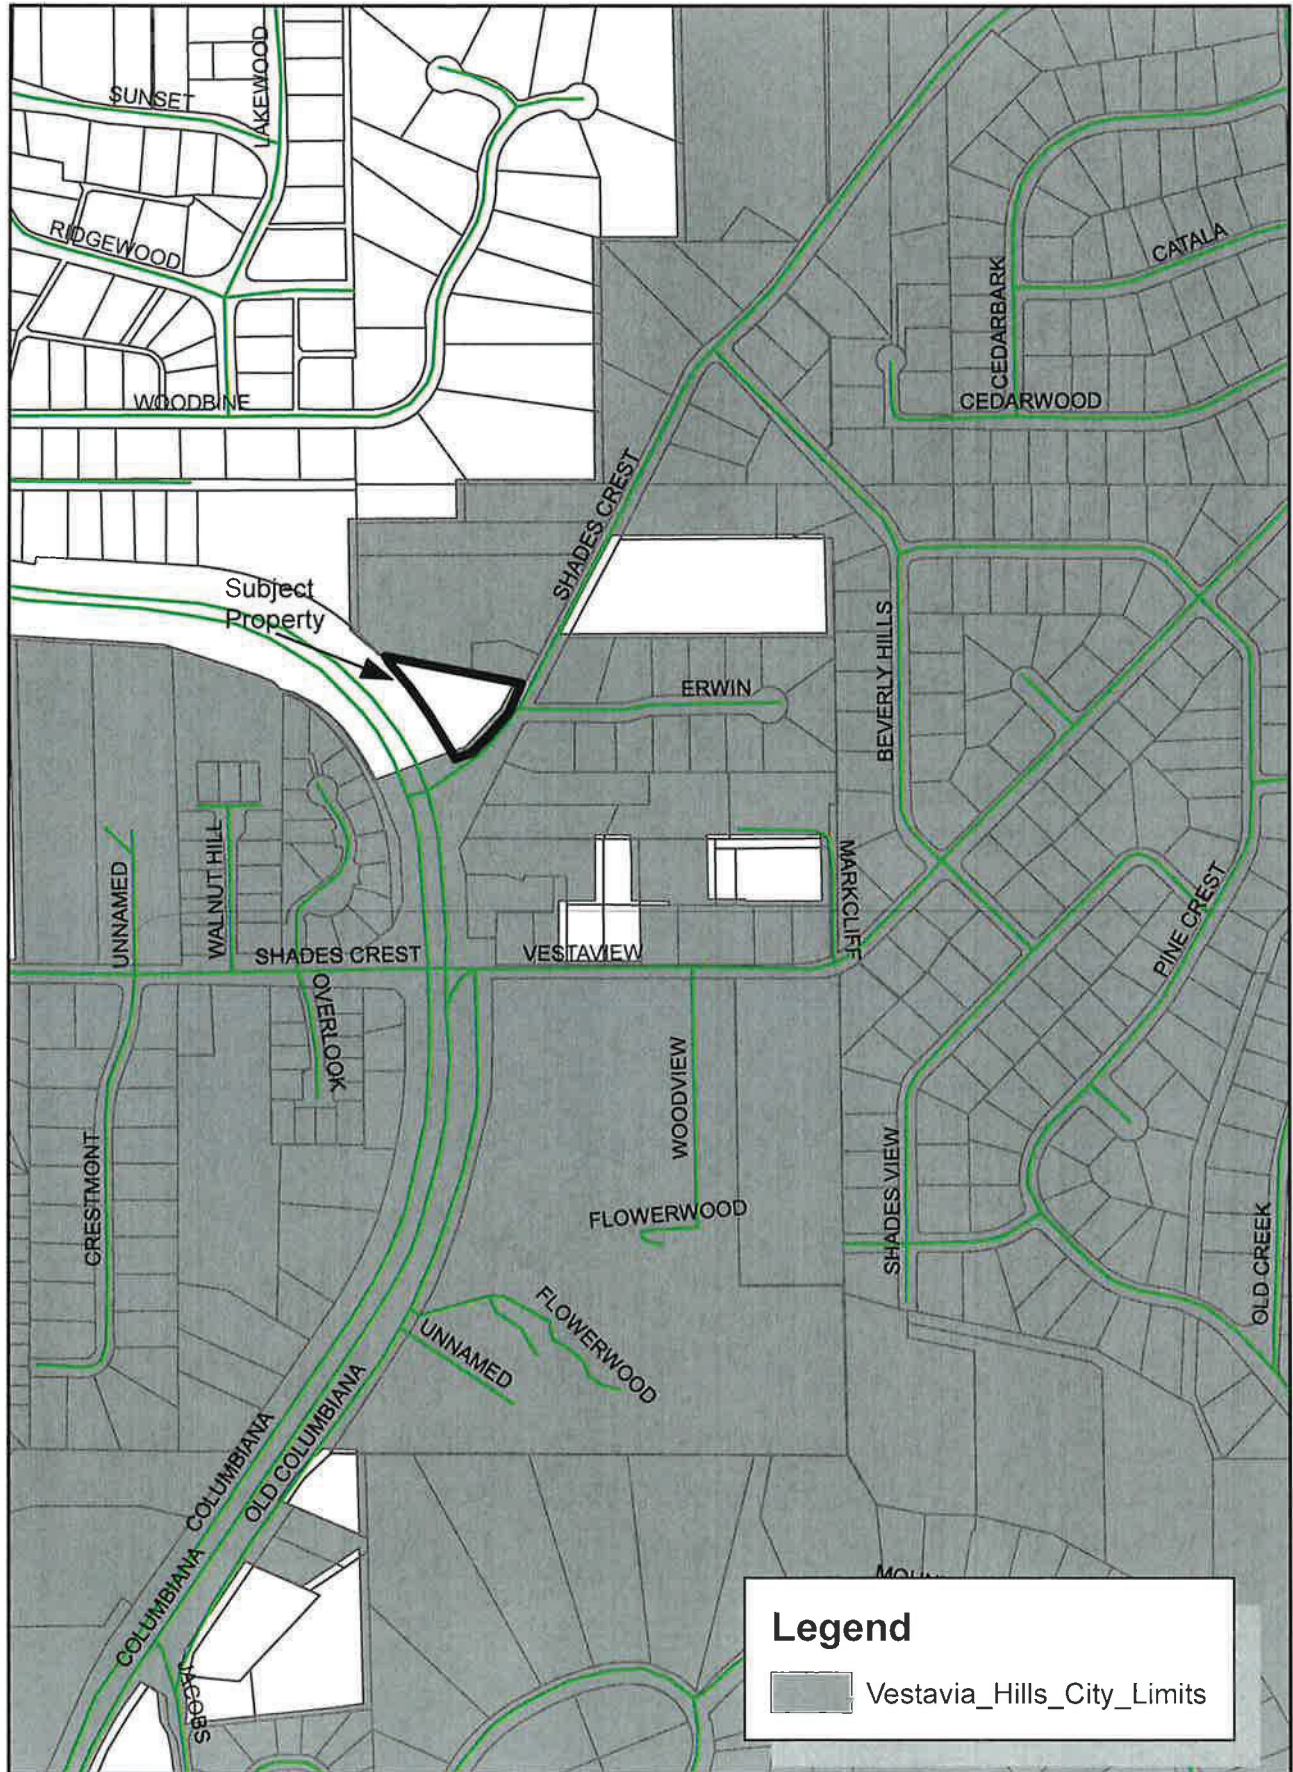 SUNSET
LAKEWOOD
RIDGEWOOD
WOODBINE
CATALA
CEDARBARK
CEDARWOOD
SHADES CREST
Subject
Property
ERWIN
BEVERLY HILLS
MARKCLIFF
UNNAMED
WALNUT HILL
SHADES CREST
VESTAVIEW
OVERLOOK
PINE CREST
WOODVIEW
CRESTMONT
FLOWERWOOD
SHADES VIEW
OLD CREEK
FLOWERWOOD
UNNAMED
COLUMBIANA
OLD COLUMBIANA
COLUMBIANA
JACOBS
Legend
Vestavia_Hills_City_Limits